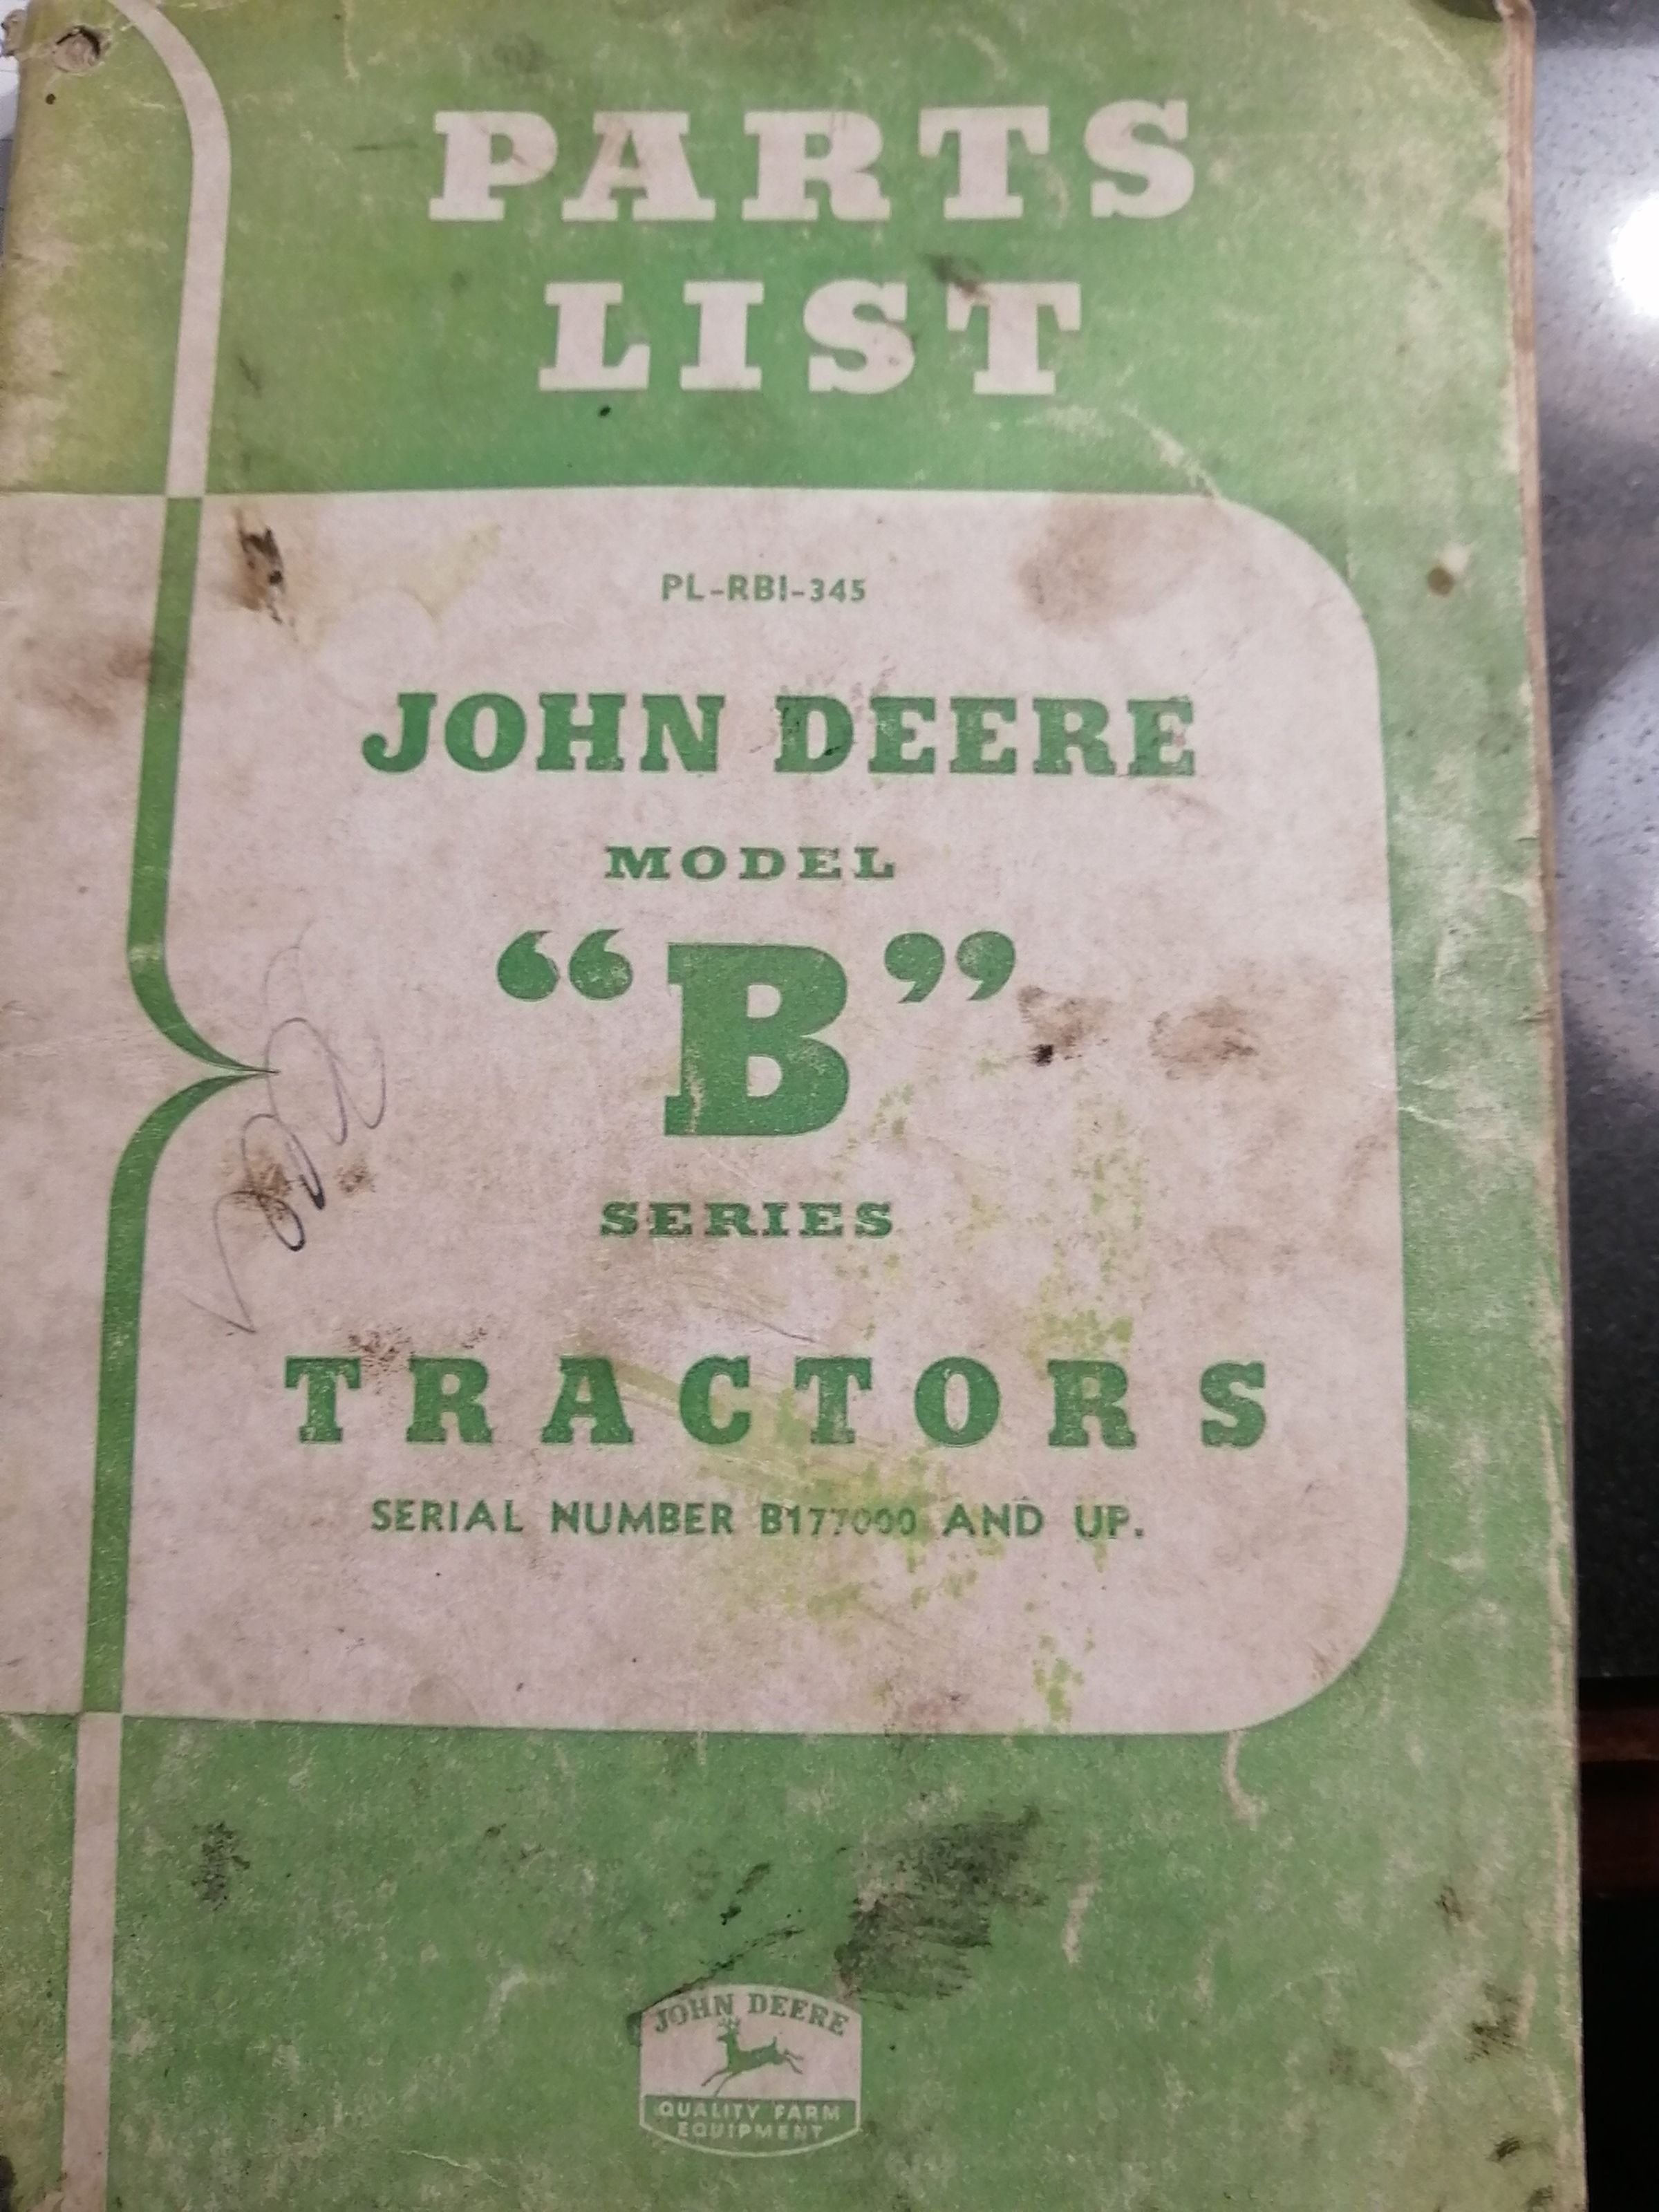 PARTS
LIST
PL-RBI-345
JOHN DEERE
MODEL
“B”
SERIES
TRACTORS
SERIAL NUMBER B177000 AND UP.
JOHN DEERE
QUALITY FARM
EQUIPMENT